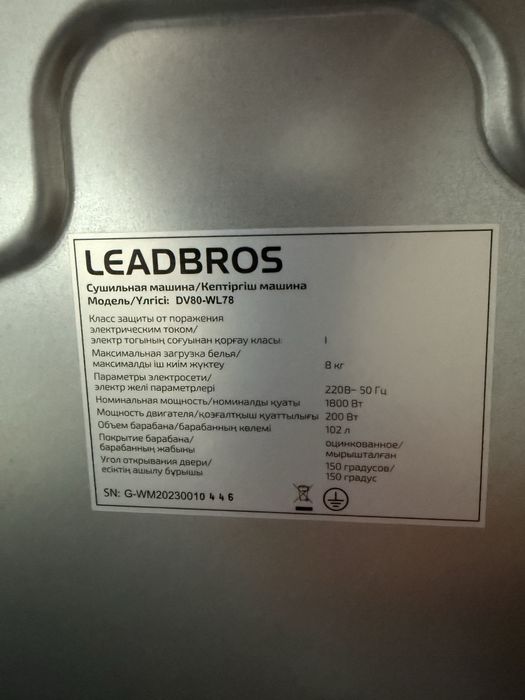 LEADBROS
Сушильная машина/Кептіргіш машина
Модель/Үлгісі: DV80-WL78
Класс защиты от поражения
электрическим током/
электр тогының соғуынан қорғау класы: I
Максимальная загрузка белья/
максималды іш киім жүктеу 8 кг
Параметры электросети/
электр желі параметрлері 220В~ 50 Гц
Номинальная мощность/номиналды қуаты 1800 Вт
Мощность двигателя/қозғалтқыш қуаттылығы 200 Вт
Объем барабана/барабанның көлемі 102 л
Покрытие барабана/ оцинкованное/
барабанның жабыны мырышталған
Угол открывания двери/ 150 градусов/
есіктің ашылу бұрышы 150 градус
SN: G-WM20230010 4 4 6